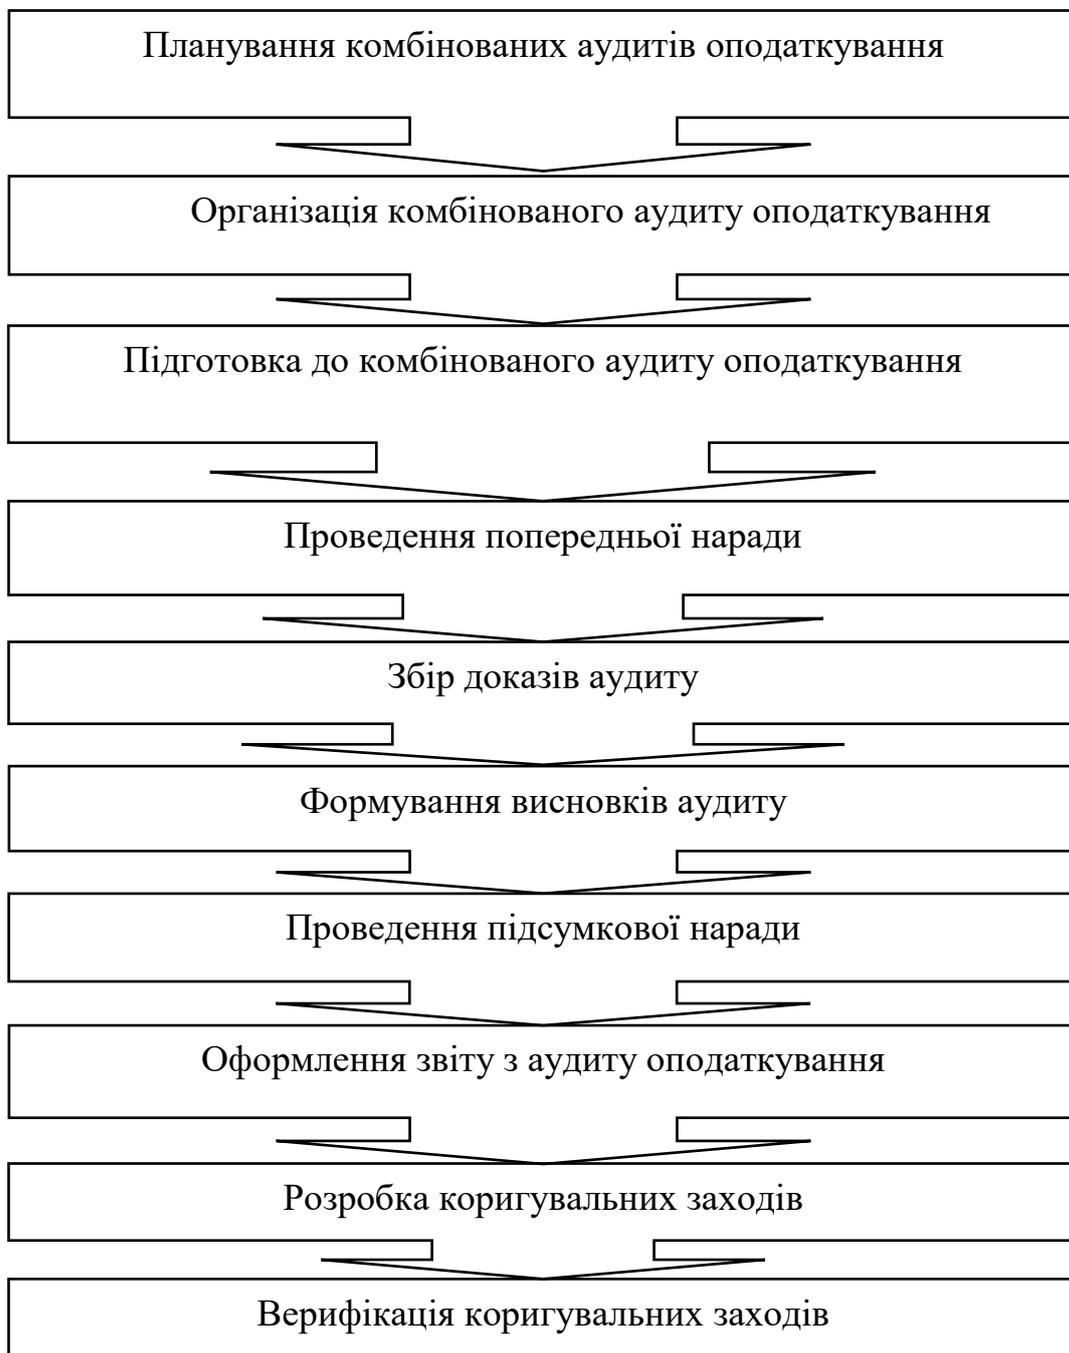 Планування комбінованих аудитів оподаткування
Організація комбінованого аудиту оподаткування
Підготовка до комбінованого аудиту оподаткування
Проведення попередньої наради
Збір доказів аудиту
Формування висновків аудиту
Проведення підсумкової наради
Оформлення звіту з аудиту оподаткування
Розробка коригувальних заходів
Верифікація коригувальних заходів